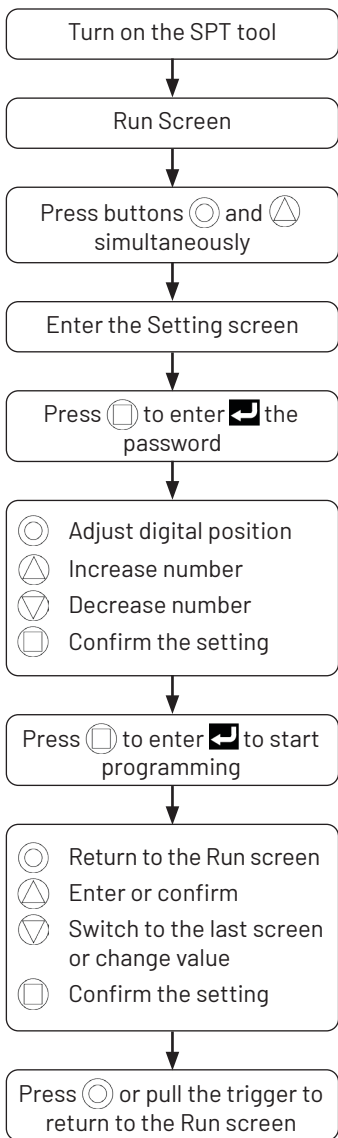 Turn on the SPT tool
Run Screen
Press buttons and
simultaneously
Enter the Setting screen
Press to enter the
password
Adjust digital position
Increase number
Decrease number
Confirm the setting
Press to enter to start
programming
Return to the Run screen
Enter or confirm
Switch to the last screen
or change value
Confirm the setting
Press or pull the trigger to
return to the Run screen